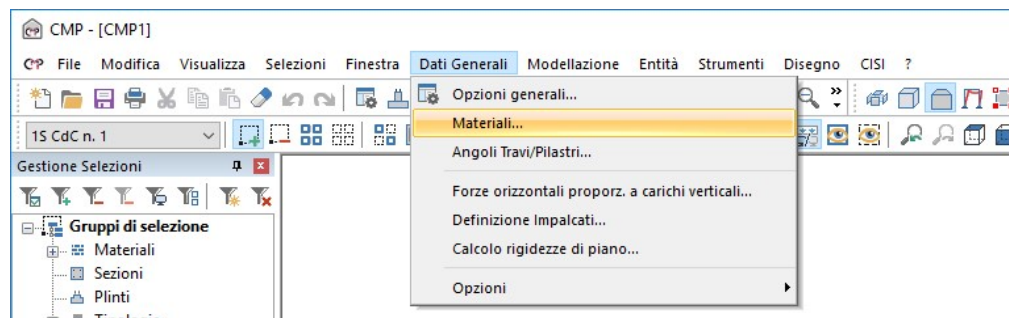 CMP - [CMP1]
File Modifica Visualizza Selezioni Finestra Dati Generali Modellazione Entità Strumenti Disegno CISI ?
Opzioni generali...
1S CdC n. 1
Materiali...
Angoli Travi/Pilastri...
Gestione Selezioni
Forze orizzontali proporz. a carichi verticali...
Definizione Impalcati...
Calcolo rigidezze di piano...
Opzioni
Gruppi di selezione
Materiali
Sezioni
Plinti